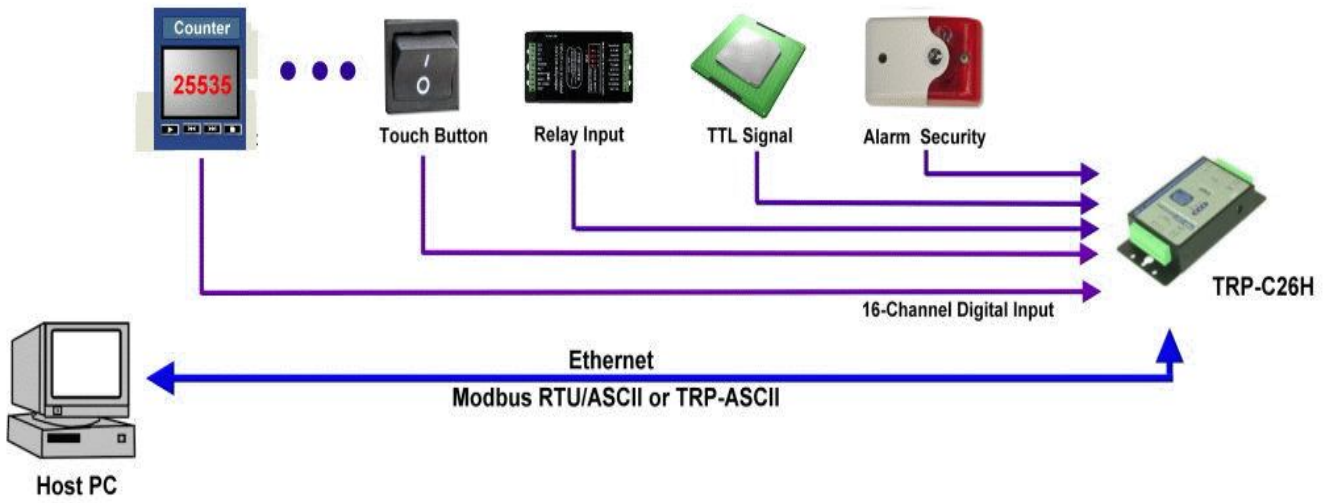 Counter
25535
Touch Button
Relay Input
TTL Signal
Alarm Security
TRP-C26H
16-Channel Digital Input
Ethernet
Modbus RTU/ASCII or TRP-ASCII
Host PC